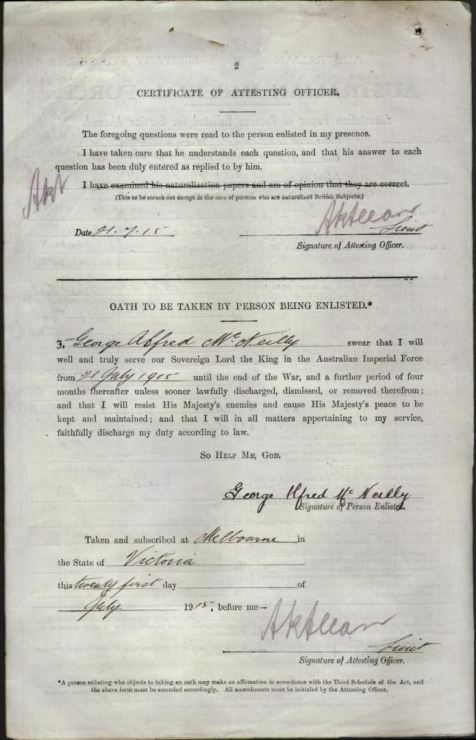 2
CERTIFICATE OF ATTESTING OFFICER.
The foregoing questions were read to the person enlisted in my presence.
I have taken care that he understands each question, and that his answer to each
question has been duly entered as replied to by him.
I have examined his naturalization papers and am of opinion that they are correct.
(This to be struck out except in the case of persons who are naturalized British Subjects.)
Date 21.7.15
Lieut
Signature of Attesting Officer.
OATH TO BE TAKEN BY PERSON BEING ENLISTED.*
I, George Alfred McNeilly swear that I will
well and truly serve our Sovereign Lord the King in the Australian Imperial Force
from 21 July 1905 until the end of the War, and a further period of four
months thereafter unless sooner lawfully discharged, dismissed, or removed therefrom;
and that I will resist His Majesty's enemies and cause His Majesty's peace to be
kept and maintained; and that I will in all matters appertaining to my service,
faithfully discharge my duty according to law.
SO HELP ME, GOD.
George Alfred McNeilly
Signature of Person Enlisted.
Taken and subscribed at Melbourne in
the State of Victoria
this twenty first day of
July 1915, before me—
Lieut
Signature of Attesting Officer.
*A person enlisting who objects to taking an oath may make an affirmation in accordance with the Third Schedule of the Act, and
the above form must be amended accordingly. All amendments must be initialed by the Attesting Officer.